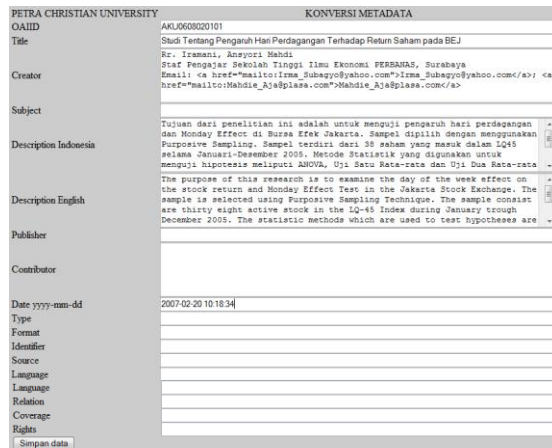 PETRA CHRISTIAN UNIVERSITY KONVERSI METADATA
OAIID AKU0608020101
Title Studi Tentang Pengaruh Hari Perdagangan Terhadap Return Saham pada BEJ
Creator Rr. Iramani, Ansyori Mahdi
Staf Pengajar Sekolah Tinggi Ilmu Ekonomi PERBANAS, Surabaya
Email: <a href="mailto:Irma_Subagyo@yahoo.com">Irma_Subagyo@yahoo.com</a>; <a
href="mailto:Mahdie_Aja@plasa.com">Mahdie_Aja@plasa.com</a>
Subject
Description Indonesia Tujuan dari penelitian ini adalah untuk menguji pengaruh hari perdagangan
dan Monday Effect di Bursa Efek Jakarta. Sampel dipilih dengan menggunakan
Purposive Sampling. Sampel terdiri dari 38 saham yang masuk dalam LQ45
selama Januari-Desember 2005. Metode Statistik yang digunakan untuk
menguji hipotesis meliputi ANOVA, Uji Satu Rata-rata dan Uji Dua Rata-rata
Description English The purpose of this research is to examine the day of the week effect on
the stock return and Monday Effect Test in the Jakarta Stock Exchange. The
sample is selected using Purposive Sampling Technique. The sample consist
are thirty eight active stock in the LQ-45 Index during January trough
December 2005. The statistic methods which are used to test hypotheses are
Publisher
Contributor
Date yyyy-mm-dd 2007-02-20 10:18:34
Type
Format
Identifier
Source
Language
Language
Relation
Coverage
Rights
Simpan data